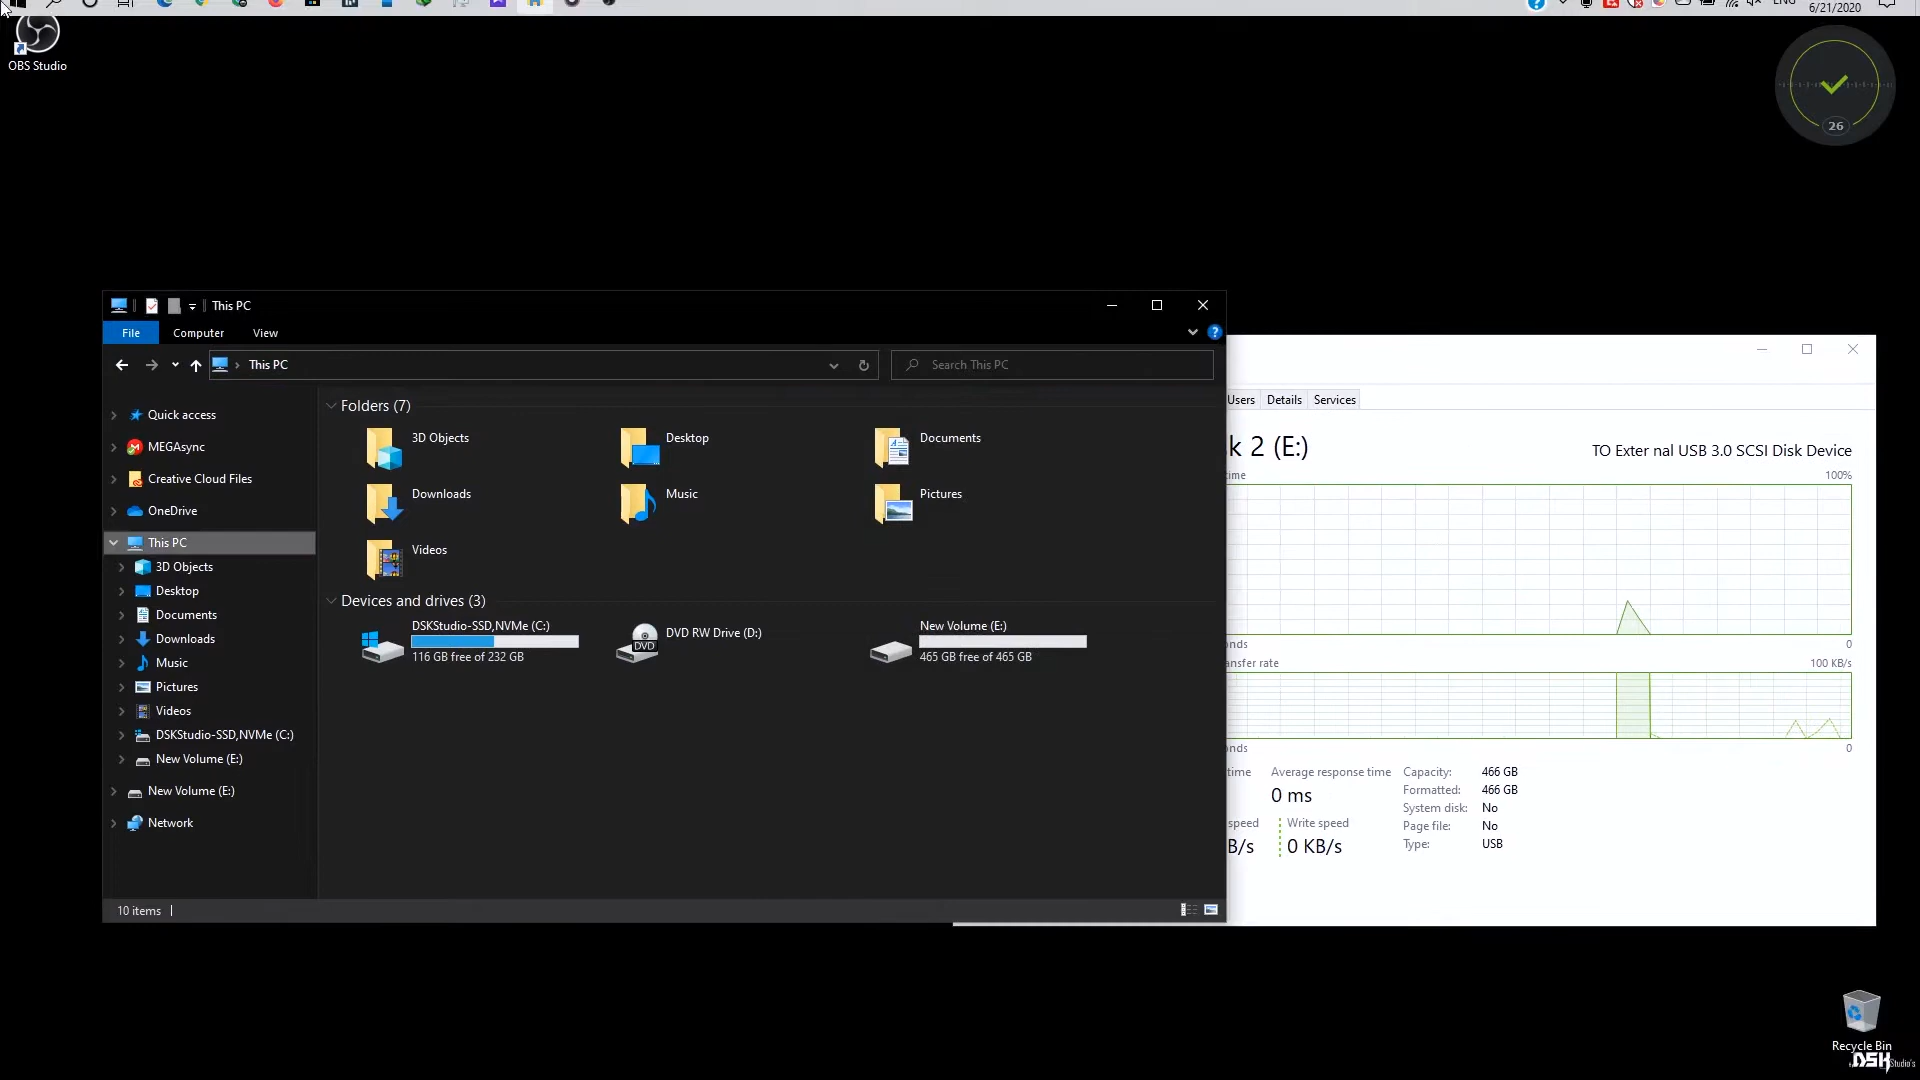 ENG
6/21/2020
OBS Studio
26
This PC
File Computer View
This PC
Search This PC
Quick access
MEGAsync
Creative Cloud Files
OneDrive
This PC
3D Objects
Desktop
Documents
Downloads
Music
Pictures
Videos
DSKStudio-SSD,NVMe (C:)
New Volume (E:)
New Volume (E:)
Network
Folders (7)
3D Objects
Desktop
Documents
Downloads
Music
Pictures
Videos
Devices and drives (3)
DSKStudio-SSD,NVMe (C:)
116 GB free of 232 GB
DVD
DVD RW Drive (D:)
New Volume (E:)
465 GB free of 465 GB
10 items
Users Details Services
k 2 (E:)
TO Exter nal USB 3.0 SCSI Disk Device
ime
100%
onds
0
ansfer rate
100 KB/s
onds
0
time
Average response time
0 ms
speed
B/s
Write speed
0 KB/s
Capacity: 466 GB
Formatted: 466 GB
System disk: No
Page file: No
Type: USB
Recycle Bin
DSK Studio's